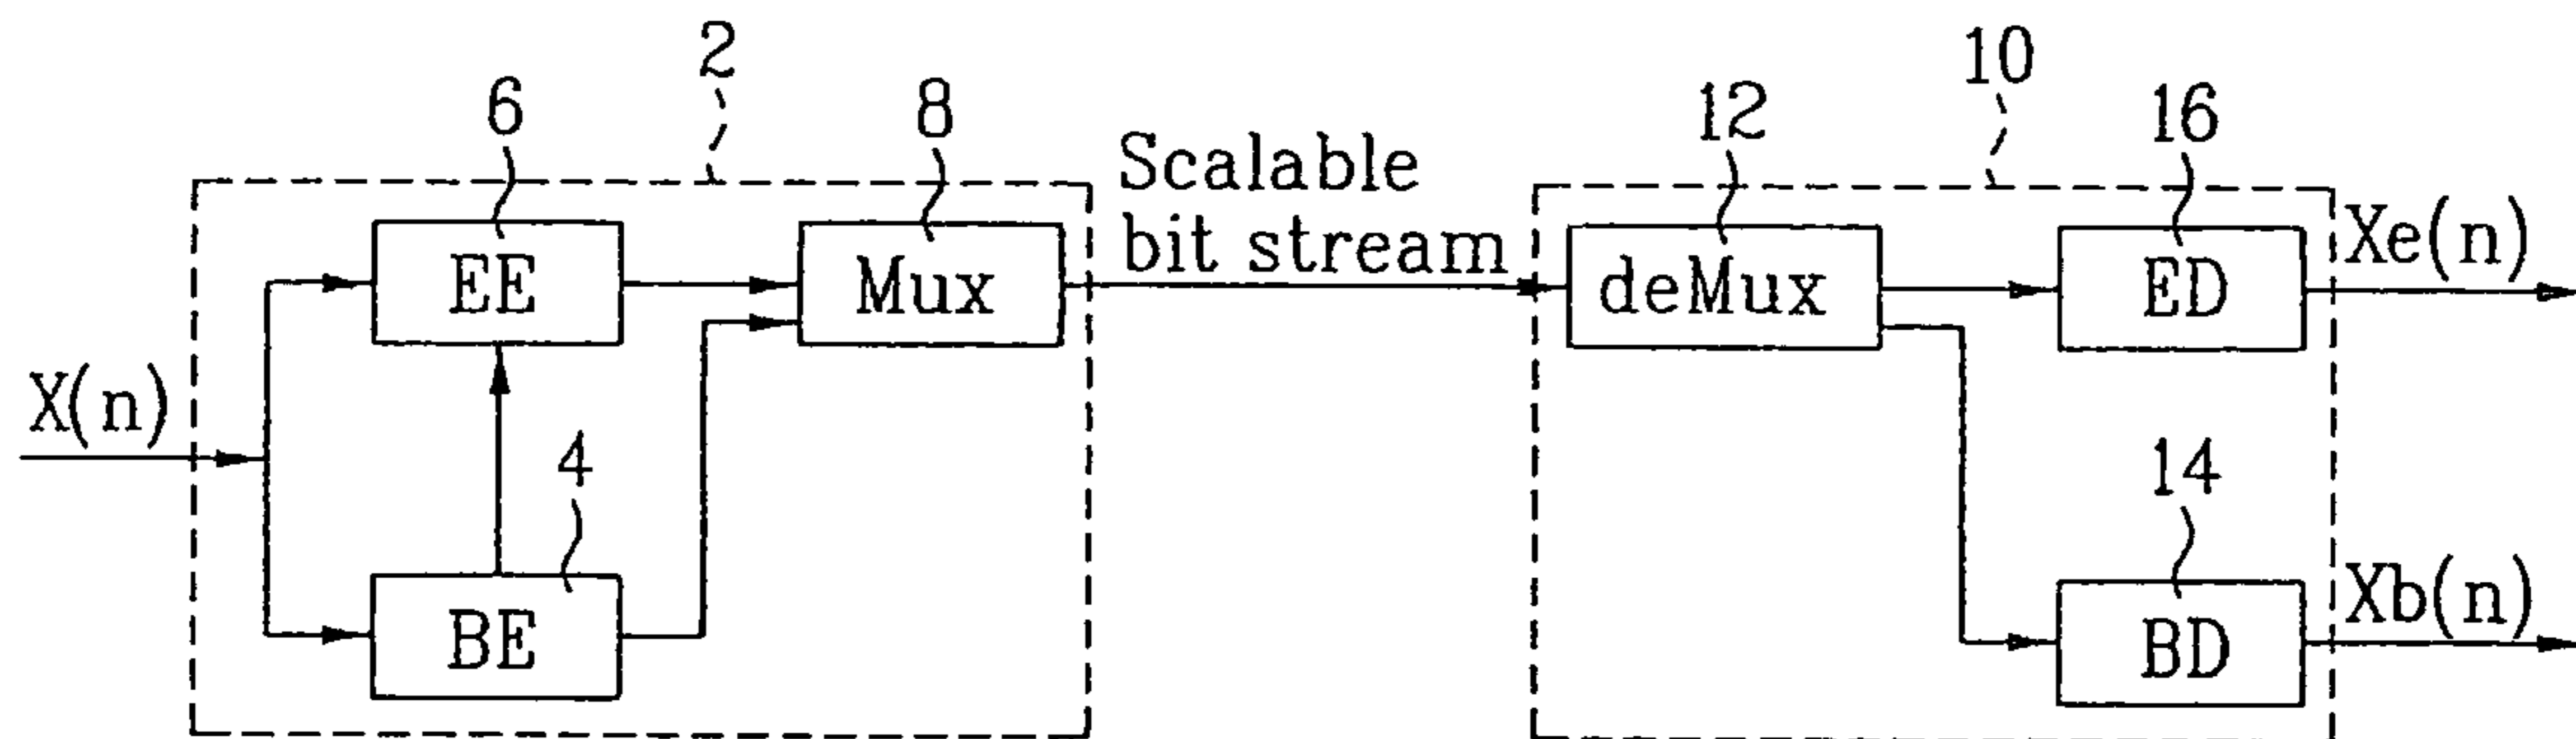 2
10
6
8
12
16
Scalable
bit stream
Xe(n)
EE
Mux
deMux
ED
X(n)
4
14
BE
BD
Xb(n)